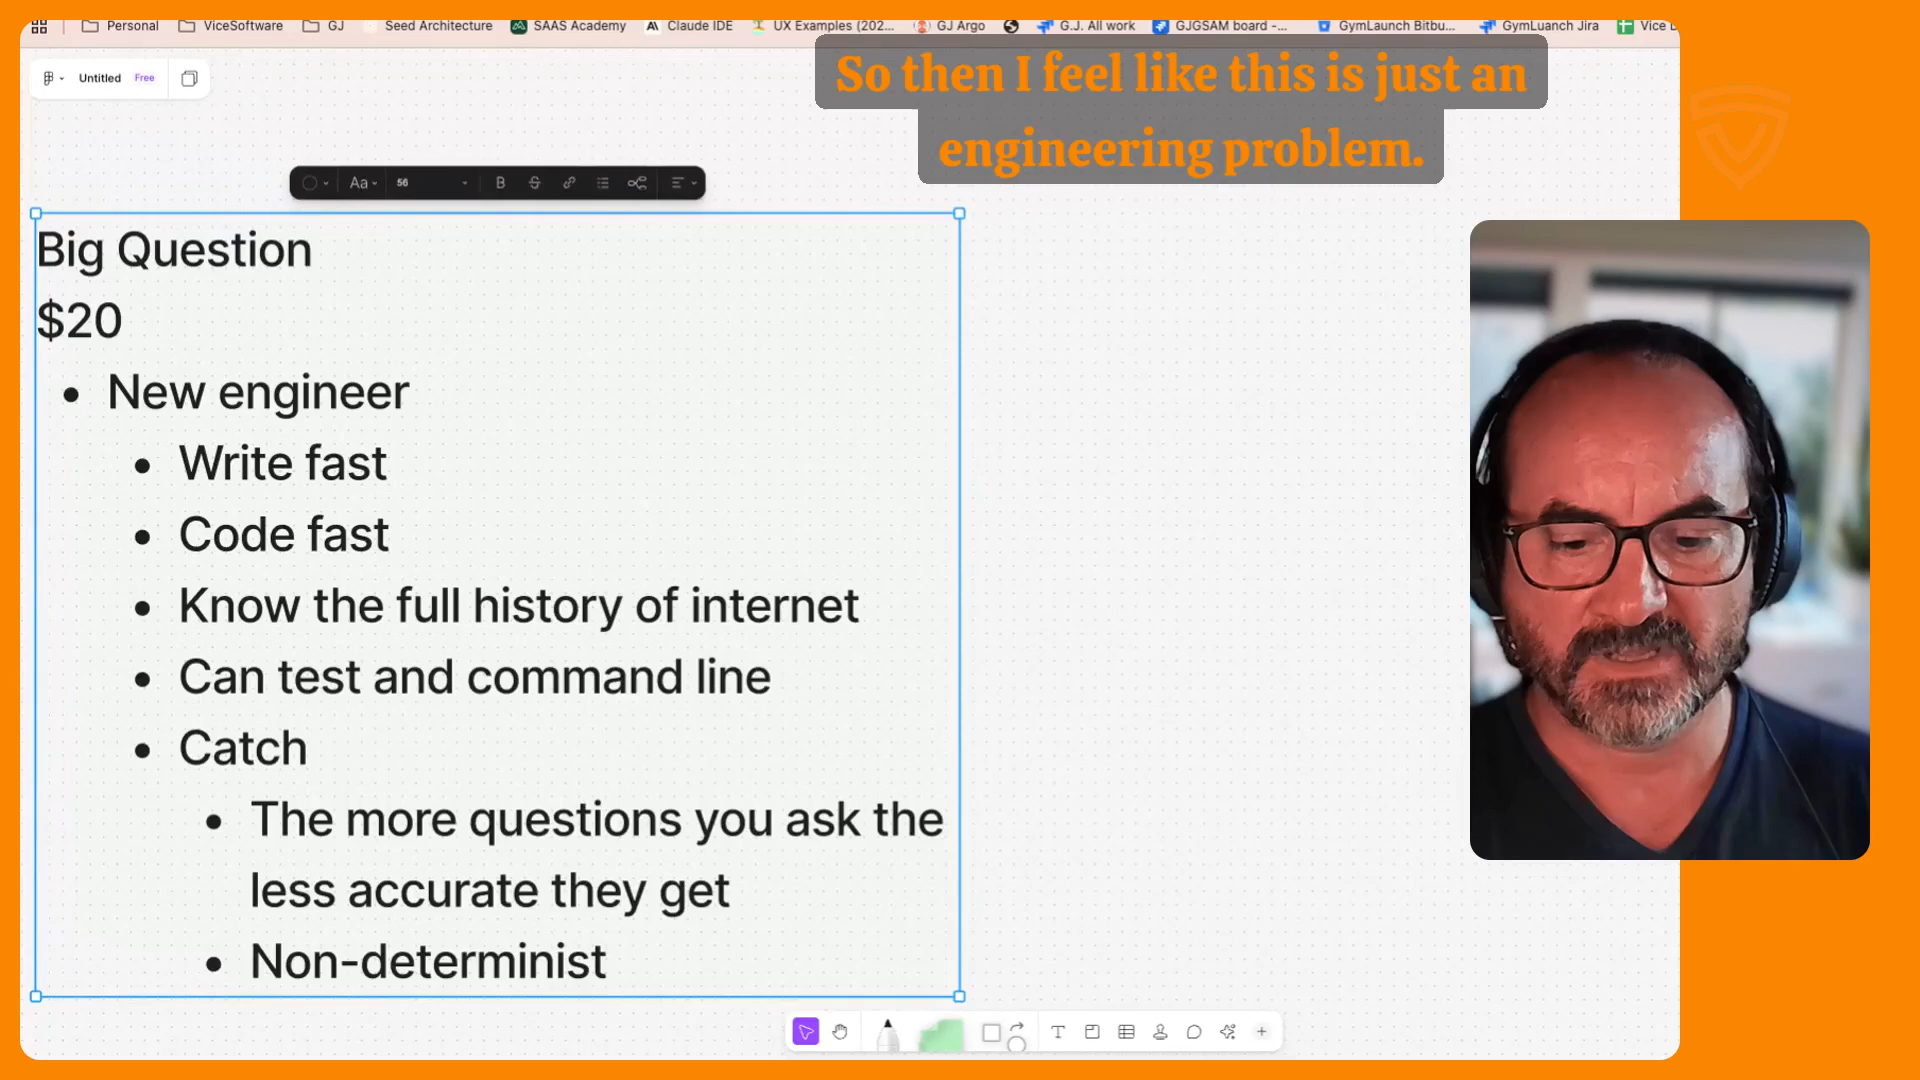 Personal
ViceSoftware
GJ
Seed Architecture
SAAS Academy
Claude IDE
UX Examples (202...
GJ Argo
G.J. All work
GJGSAM board -...
GymLaunch Bitbu...
GymLuanch Jira
Vice
So then I feel like this is just an
engineering problem.
Untitled
Free
Aa
56
B
S
Big Question
$20
• New engineer
• Write fast
• Code fast
• Know the full history of internet
• Can test and command line
• Catch
• The more questions you ask the
less accurate they get
• Non-determinist
T